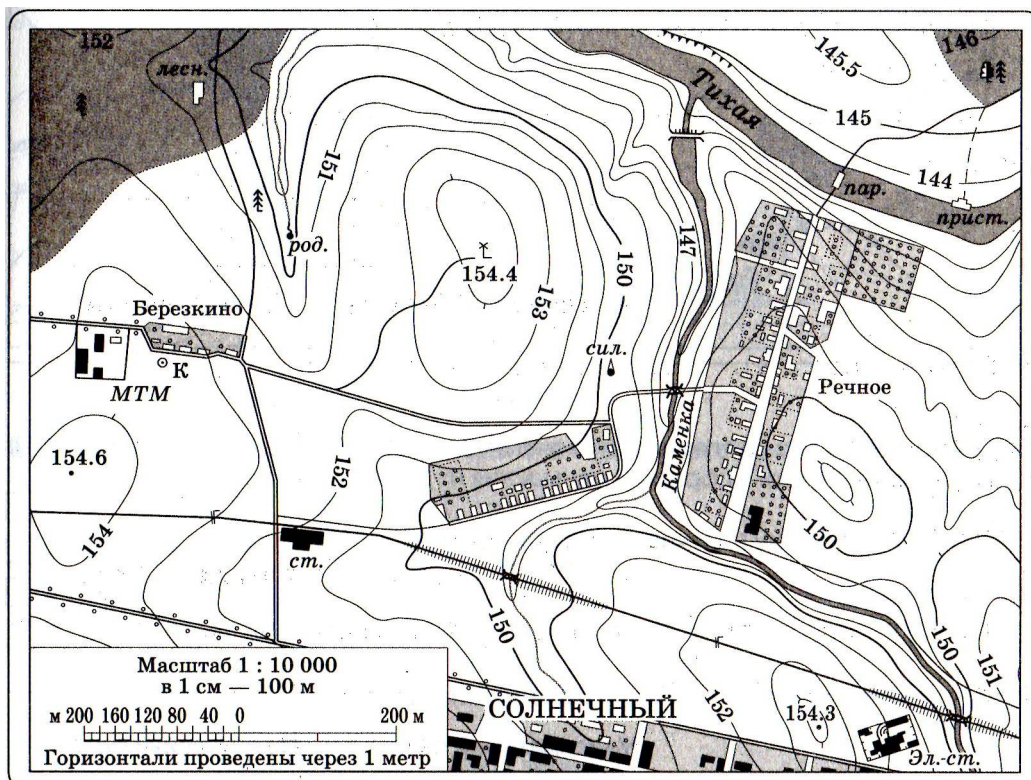 152
146
лесн.
145.5
Тихая
145
151
144
пар.
прист.
147
род.
150
154.4
153
Березкино
сил.
К
Речное
МТМ
Каменка
154.6
152
150
154
ст.
150
150
151
Масштаб 1 : 10 000
в 1 см — 100 м
СОЛНЕЧНЫЙ
152
154.3
м 200 160 120 80 40 0 200 м
Горизонтали проведены через 1 метр
Эл.-ст.